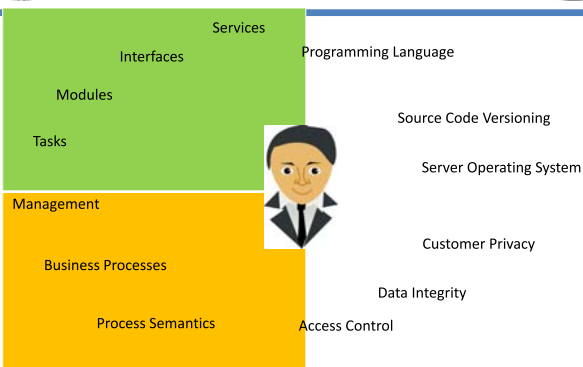 Services
Interfaces
Programming Language
Modules
Source Code Versioning
Tasks
Server Operating System
Management
Customer Privacy
Business Processes
Data Integrity
Process Semantics
Access Control